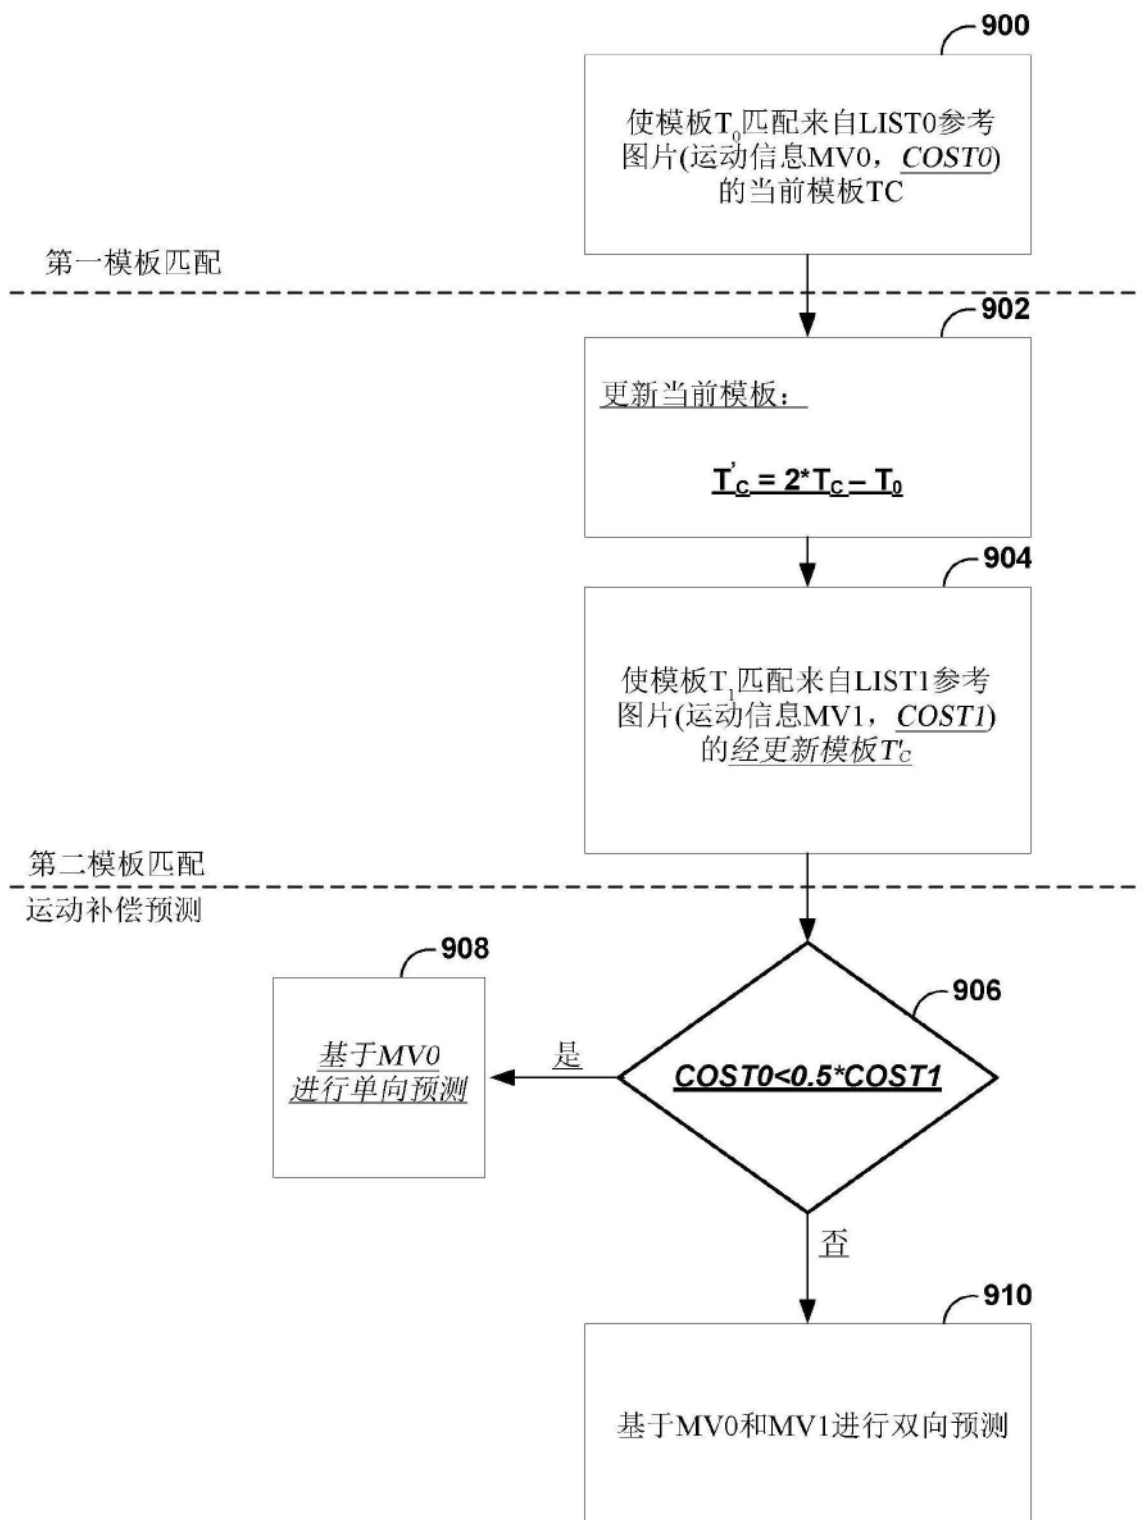 900
使模板T₀匹配来自LIST0参考
图片(运动信息MV0，COST0)
的当前模板TC
第一模板匹配
902
更新当前模板：
T'C = 2*TC – T0
904
使模板T₁匹配来自LIST1参考
图片(运动信息MV1，COST1)
的经更新模板T'C
第二模板匹配
运动补偿预测
908
906
基于MV0
进行单向预测
是
COST0<0.5*COST1
否
910
基于MV0和MV1进行双向预测